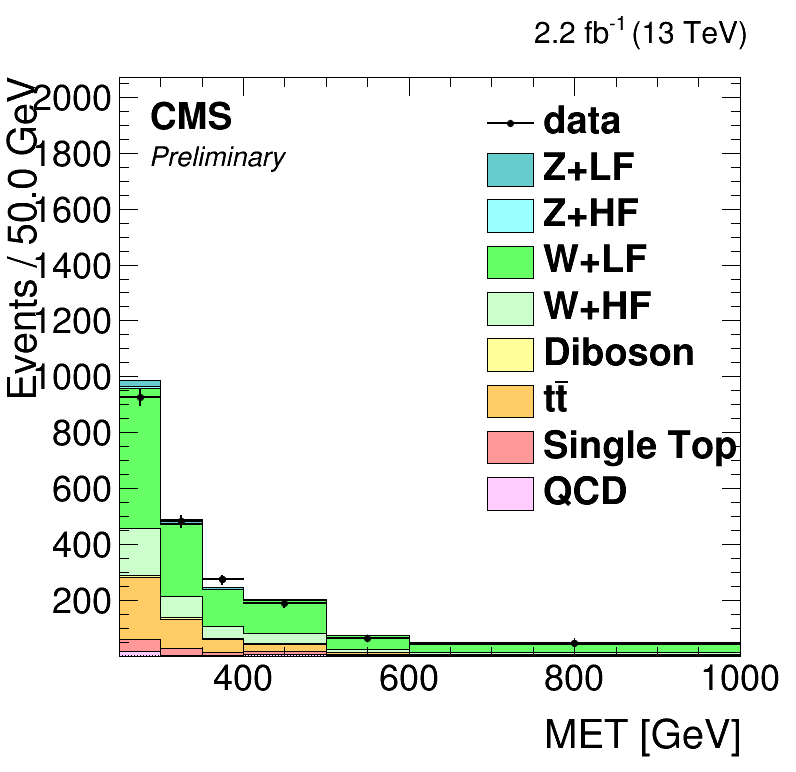 2.2 fb⁻¹ (13 TeV)
Events / 50.0 GeV
2000
1800
1600
1400
1200
1000
800
600
400
200
CMS
Preliminary
data
Z+LF
Z+HF
W+LF
W+HF
Diboson
tt̄
Single Top
QCD
400 600 800 1000
MET [GeV]